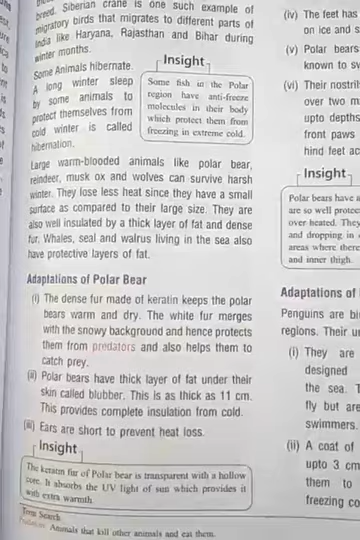 breed. Siberian crane is one such example of
migratory birds that migrates to different parts of
India like Haryana, Rajasthan and Bihar during
winter months.
Some Animals hibernate.
A long winter sleep
by some animals to
protect themselves from
cold winter is called
hibernation.
Insight
Some fish in the Polar
region have anti-freeze
molecules in their body
which protect them from
freezing in extreme cold.
Large warm-blooded animals like polar bear,
reindeer, musk ox and wolves can survive harsh
winter. They lose less heat since they have a small
surface as compared to their large size. They are
also well insulated by a thick layer of fat and dense
fur. Whales, seal and walrus living in the sea also
have protective layers of fat.
Adaptations of Polar Bear
(i) The dense fur made of keratin keeps the polar
bears warm and dry. The white fur merges
with the snowy background and hence protects
them from predators and also helps them to
catch prey.
(ii) Polar bears have thick layer of fat under their
skin called blubber. This is as thick as 11 cm.
This provides complete insulation from cold.
(iii) Ears are short to prevent heat loss.
Insight
The keratin fur of Polar bear is transparent with a hollow
core. It absorbs the UV light of sun which provides it
with extra warmth.
Term Search
Predators: Animals that kill other animals and eat them.
(iv) The feet has
on ice and s
(v) Polar bears
known to sw
(vi) Their nostril
over two m
upto depths
front paws
hind feet ac
Insight
Polar bears have a
are so well protec
over heated. They
and dropping in
areas where there
and inner thigh.
Adaptations of
Penguins are bi
regions. Their u
(i) They are
designed
the sea. T
fly but are
swimmers.
(ii) A coat of
upto 3 cm
them to
freezing co